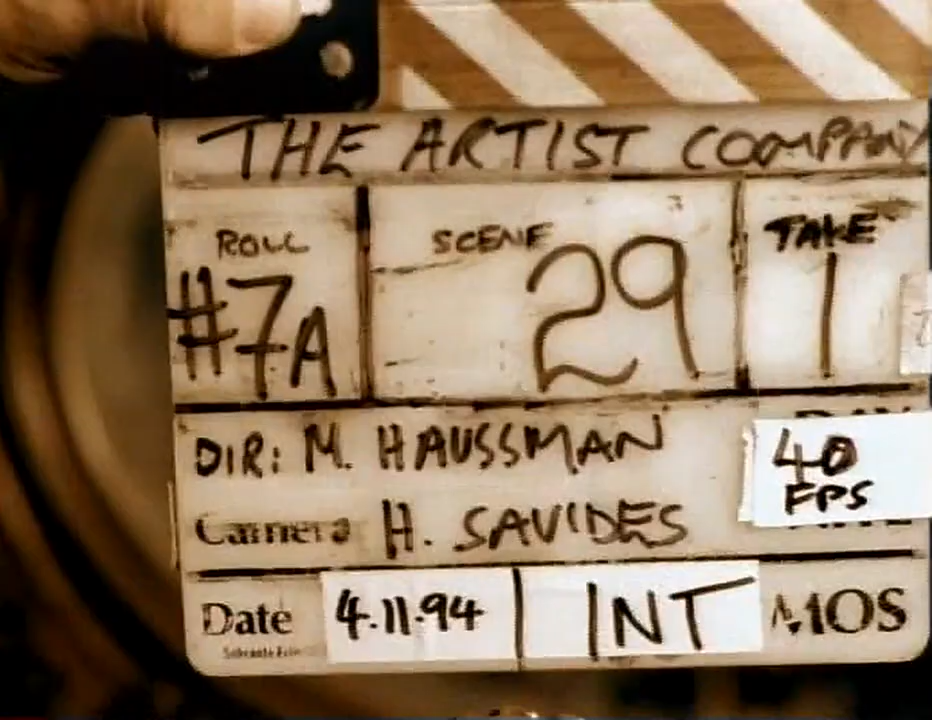 THE ARTIST COMPANY
ROLL SCENE TAKE
#7A 29 1
DIR: M. HAUSSMAN
40
FPS
Camera H. SAVIDES
Date 4.11.94 INT MOS